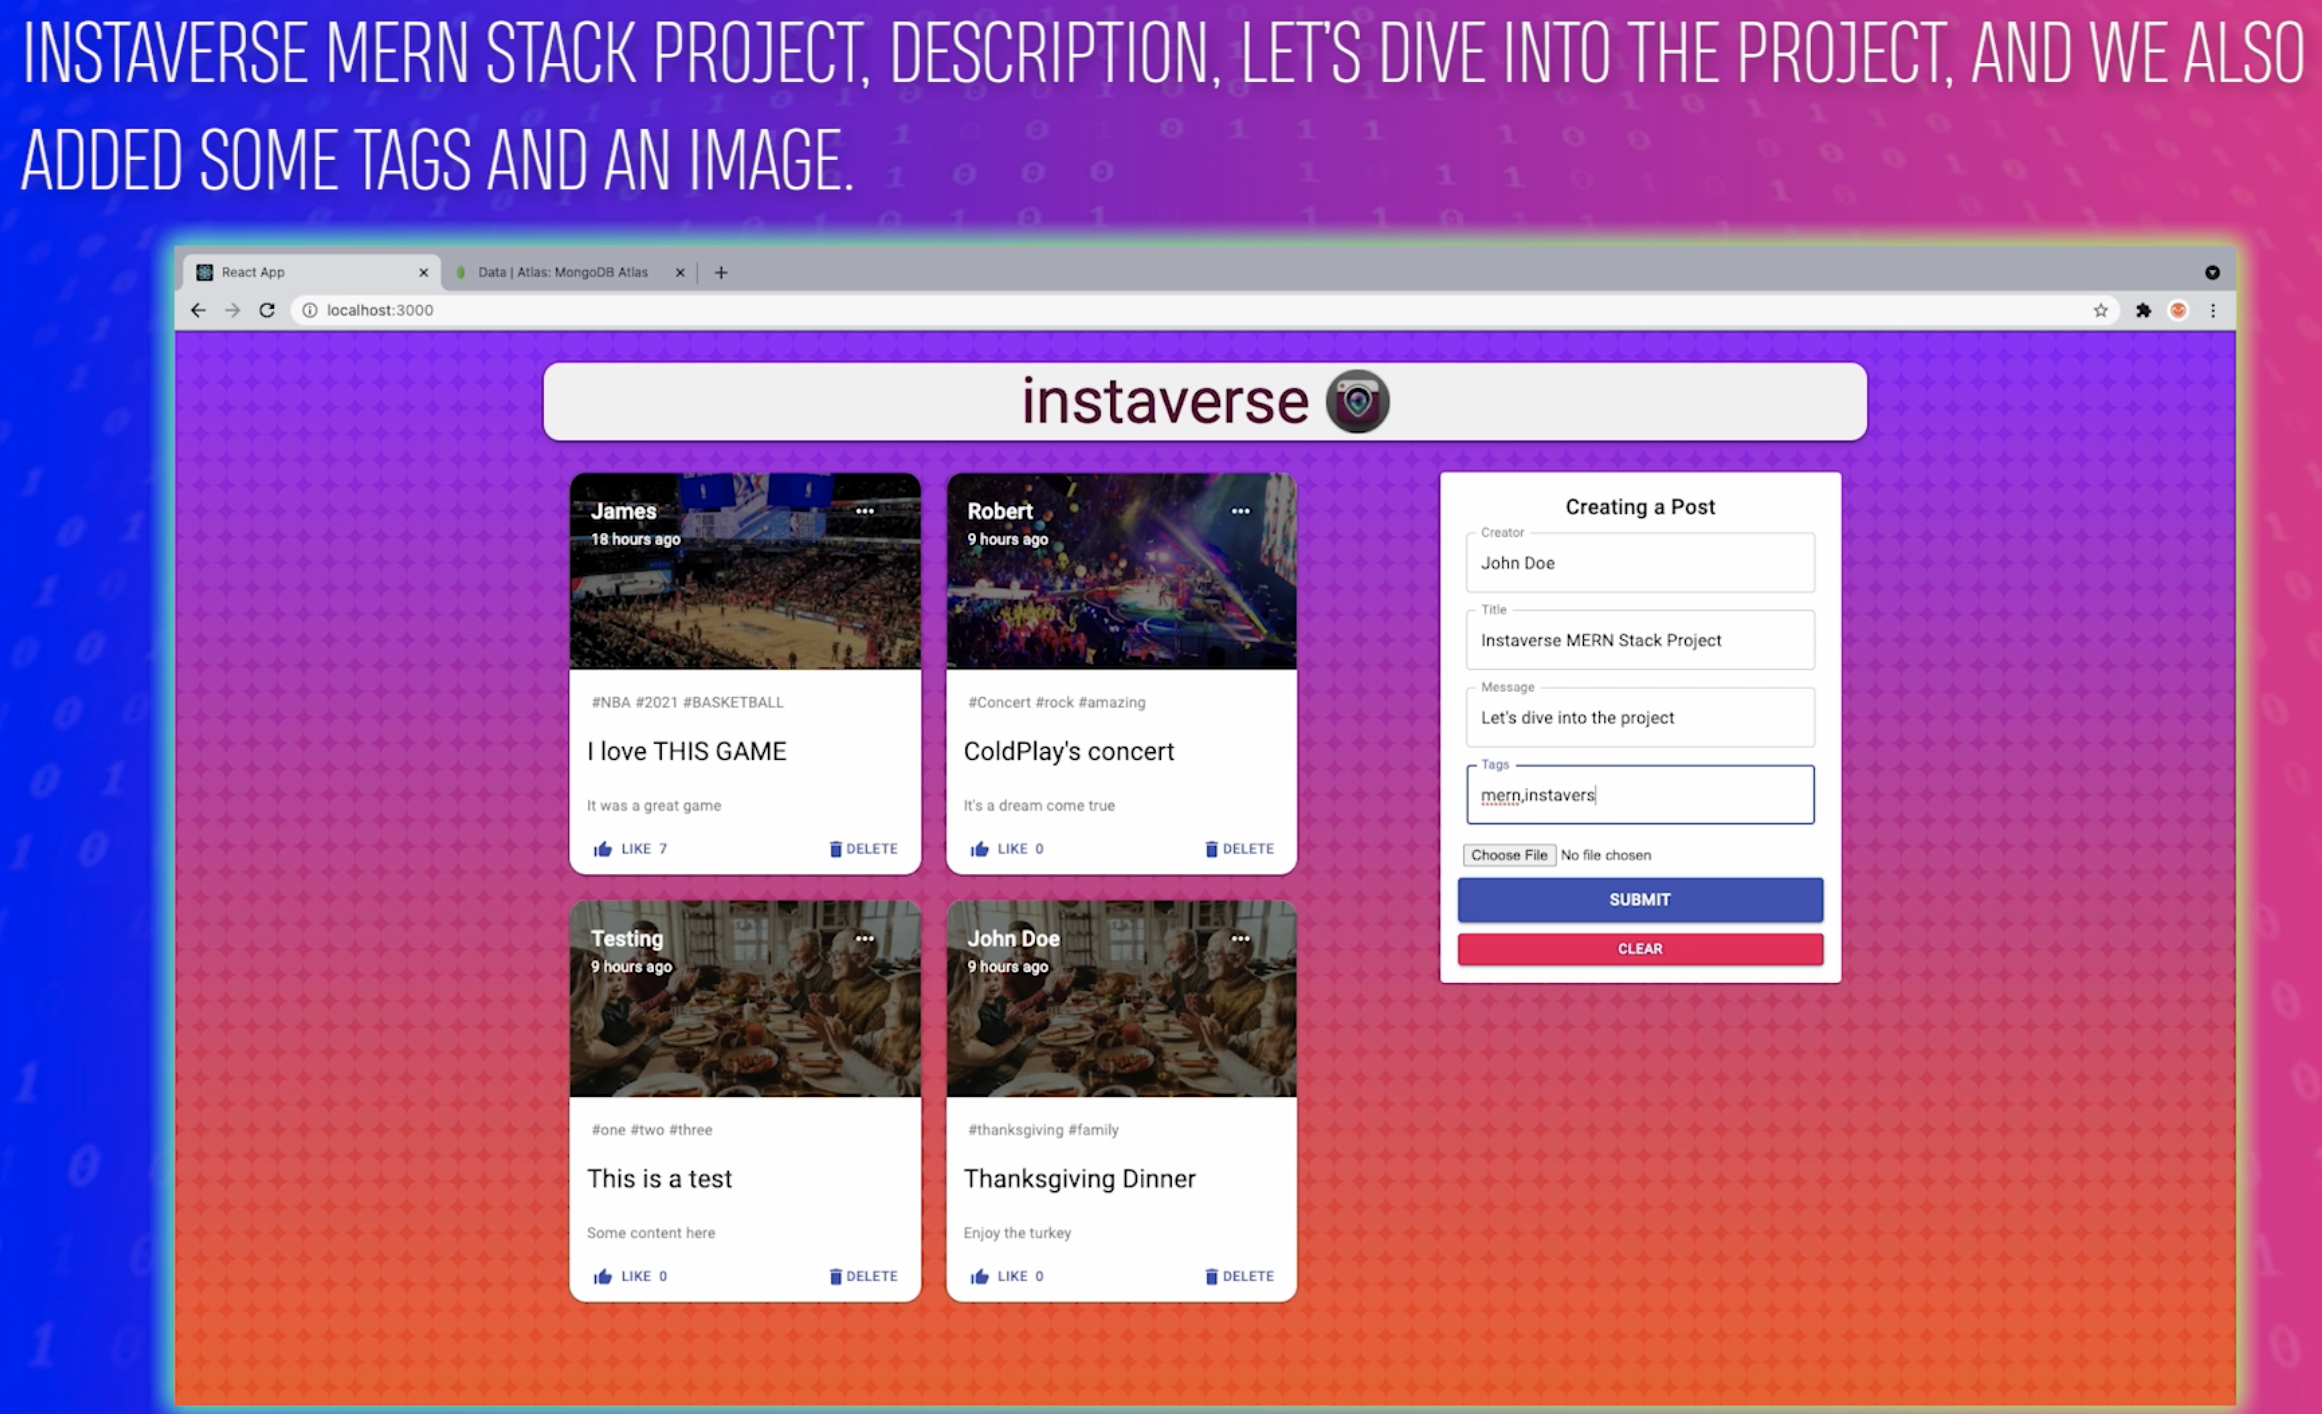 INSTAVERSE MERN STACK PROJECT, DESCRIPTION, LET'S DIVE INTO THE PROJECT, AND WE ALSO
ADDED SOME TAGS AND AN IMAGE.
React App
Data | Atlas: MongoDB Atlas
localhost:3000
instaverse
James
18 hours ago
#NBA #2021 #BASKETBALL
I love THIS GAME
It was a great game
LIKE 7
DELETE
Robert
9 hours ago
#Concert #rock #amazing
ColdPlay's concert
It's a dream come true
LIKE 0
DELETE
Testing
9 hours ago
#one #two #three
This is a test
Some content here
LIKE 0
DELETE
John Doe
9 hours ago
#thanksgiving #family
Thanksgiving Dinner
Enjoy the turkey
LIKE 0
DELETE
Creating a Post
Creator
John Doe
Title
Instaverse MERN Stack Project
Message
Let's dive into the project
Tags
mern,instavers
Choose File No file chosen
SUBMIT
CLEAR